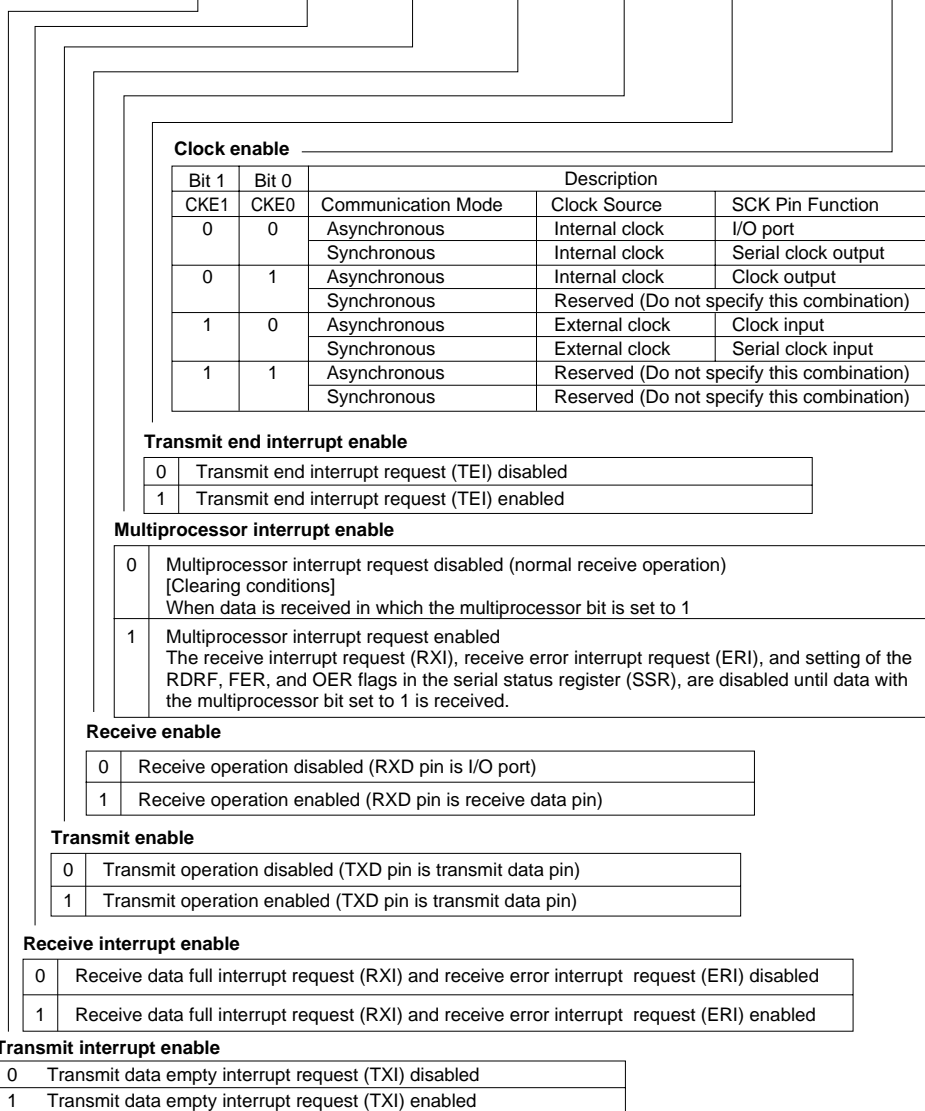 Clock enable
Bit 1 Bit 0 Description
CKE1 CKE0 Communication Mode Clock Source SCK Pin Function
0 0 Asynchronous Internal clock I/O port
Synchronous Internal clock Serial clock output
0 1 Asynchronous Internal clock Clock output
Synchronous Reserved (Do not specify this combination)
1 0 Asynchronous External clock Clock input
Synchronous External clock Serial clock input
1 1 Asynchronous Reserved (Do not specify this combination)
Synchronous Reserved (Do not specify this combination)
Transmit end interrupt enable
0 Transmit end interrupt request (TEI) disabled
1 Transmit end interrupt request (TEI) enabled
Multiprocessor interrupt enable
0 Multiprocessor interrupt request disabled (normal receive operation)
[Clearing conditions]
When data is received in which the multiprocessor bit is set to 1
1 Multiprocessor interrupt request enabled
The receive interrupt request (RXI), receive error interrupt request (ERI), and setting of the
RDRF, FER, and OER flags in the serial status register (SSR), are disabled until data with
the multiprocessor bit set to 1 is received.
Receive enable
0 Receive operation disabled (RXD pin is I/O port)
1 Receive operation enabled (RXD pin is receive data pin)
Transmit enable
0 Transmit operation disabled (TXD pin is transmit data pin)
1 Transmit operation enabled (TXD pin is transmit data pin)
Receive interrupt enable
0 Receive data full interrupt request (RXI) and receive error interrupt request (ERI) disabled
1 Receive data full interrupt request (RXI) and receive error interrupt request (ERI) enabled
Transmit interrupt enable
0 Transmit data empty interrupt request (TXI) disabled
1 Transmit data empty interrupt request (TXI) enabled